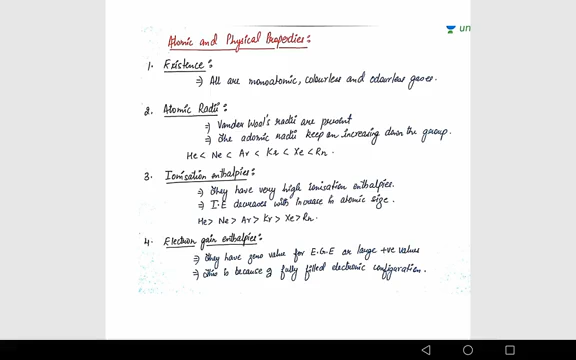 un
Atomic and Physical Properties:
1. Existence:
⇒ All are monoatomic, colourless and odourless gases.
2. Atomic Radii:
⇒ Vander Waal's radii are present
⇒ The atomic radii keep on increasing down the group.
He < Ne < Ar < Kr < Xe < Rn.
3. Ionisation enthalpies:
⇒ They have very high ionisation enthalpies.
⇒ I.E decreases with increase in atomic size.
He > Ne > Ar > Kr > Xe > Rn.
4. Electron gain enthalpies:
⇒ They have zero value for E.G.E or large +ve values
⇒ This is because of fully filled electronic configuration.